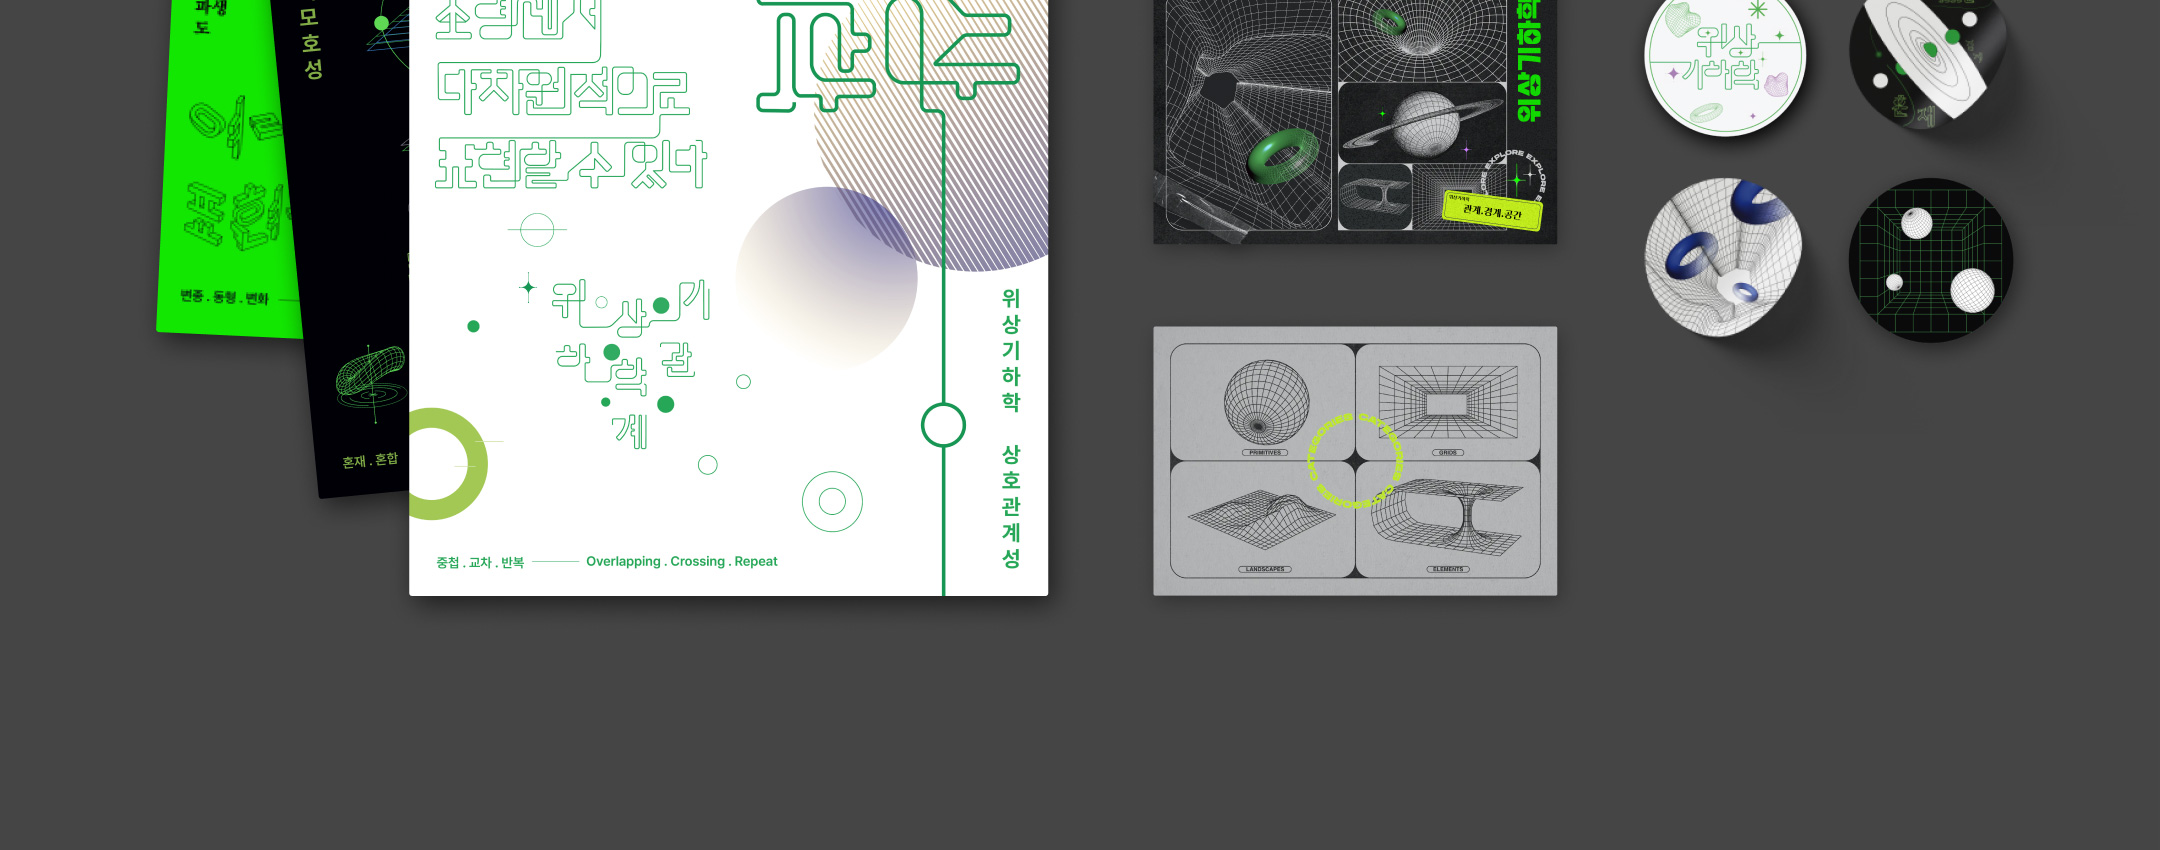 파생
도
변종 . 동형 . 변화
모호성
혼재 . 혼합
다차원적으로
표현할 수 있다
위상기
하학관
계
위상기하학 상호관계성
중첩 . 교차 . 반복
Overlapping . Crossing . Repeat
위상기하학
EXPLORE EXPLORE
관계.경계.공간
PRIMITIVES
GRIDS
CATEGORIES CATEGORIES CATEGORIES
LANDSCAPES
ELEMENTS
위상
기하학